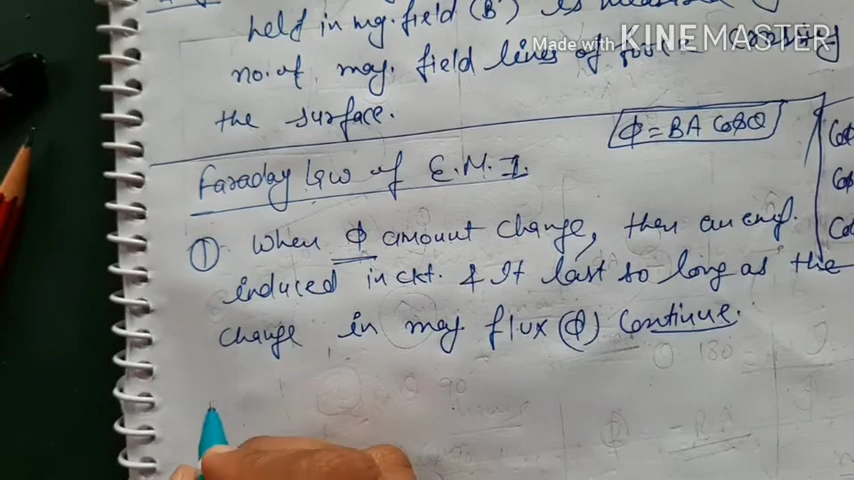 held in mg. field (B) is measured
Made with KINEMASTER
no. of mag. field lines of
the surface.
Φ = BA cosθ
Faraday law of E.M.I.
① When Φ amount change, then an emf.
induced in ckt. & It last so long as the
change in mag flux (Φ) continue.